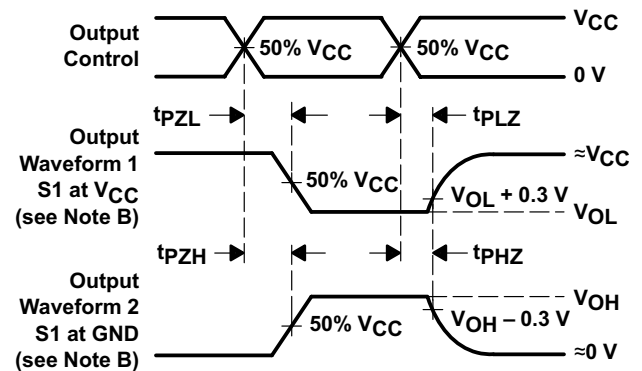 Output
Control
50% VCC
50% VCC
VCC
0 V
tPZL
tPLZ
Output
Waveform 1
S1 at VCC
(see Note B)
50% VCC
≈VCC
VOL + 0.3 V
VOL
tPZH
tPHZ
Output
Waveform 2
S1 at GND
(see Note B)
50% VCC
VOH
VOH – 0.3 V
≈0 V